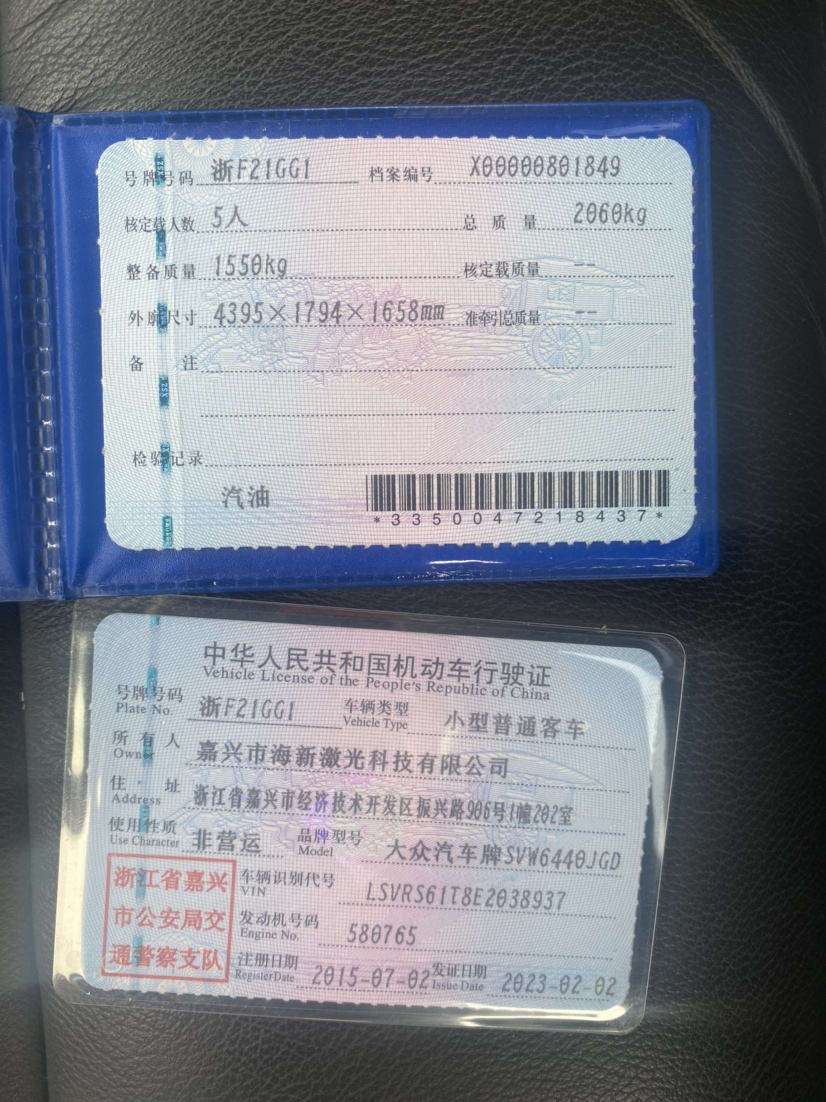 号牌号码 浙F21GG1 档案编号 X00000801849
核定载人数 5人 总质量 2060kg
整备质量 1550kg 核定载质量 --
外廓尺寸 4395×1794×1658mm 准牵引总质量 --
备注
检验记录
汽油
*3350047218437*
中华人民共和国机动车行驶证
Vehicle License of the People's Republic of China
号牌号码 浙F21GG1 车辆类型 小型普通客车
Plate No. Vehicle Type
所有人 嘉兴市海新激光科技有限公司
Owner
住址 浙江省嘉兴市经济技术开发区振兴路906号1幢202室
Address
使用性质 非营运 品牌型号 大众汽车牌SVW6440JGD
Use Character Model
浙江省嘉兴
市公安局交
通警察支队
车辆识别代号 LSVRS61T8E2038937
VIN
发动机号码 580765
Engine No.
注册日期 2015-07-02 发证日期 2023-02-02
Register Date Issue Date